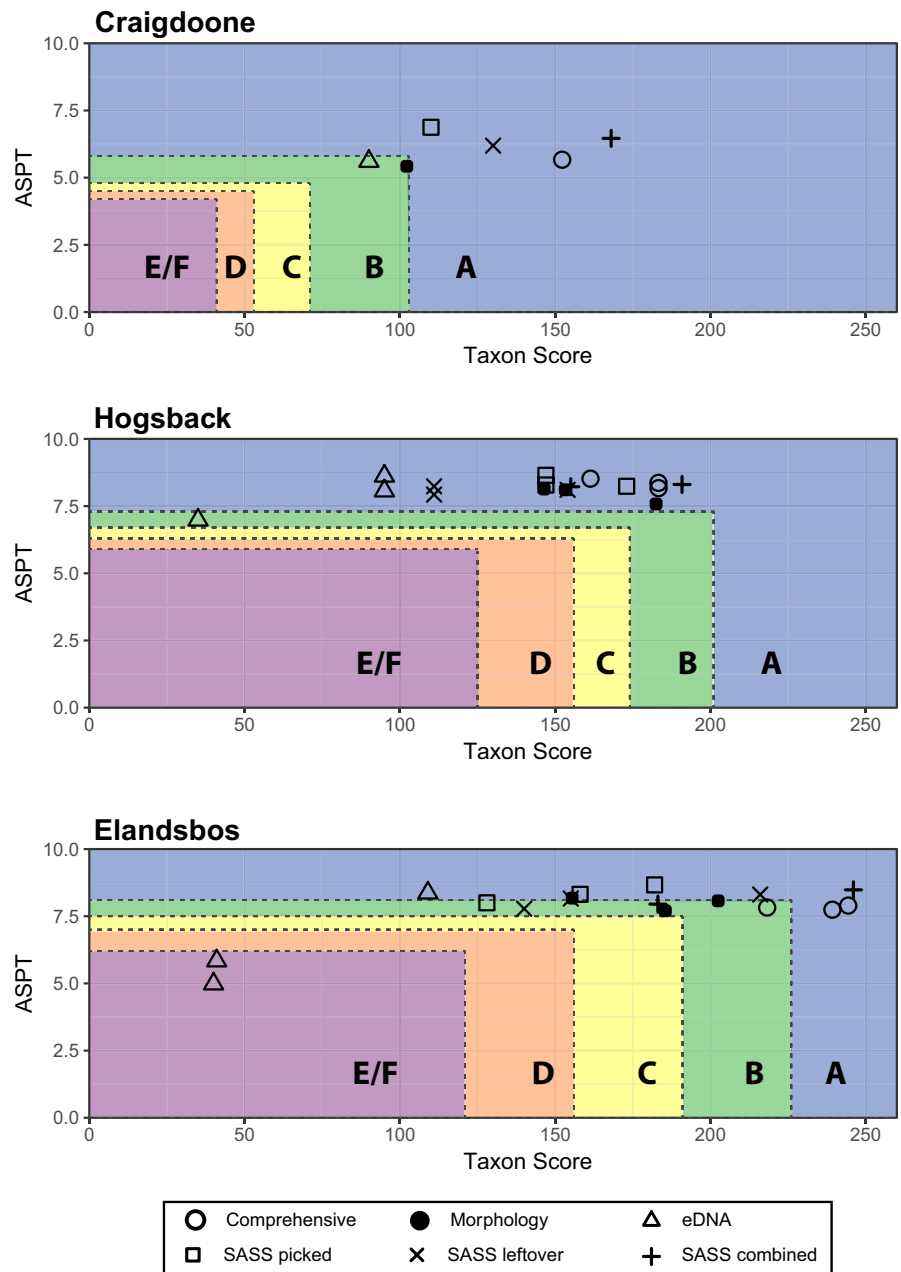 Craigdoone
10.0
7.5
5.0
2.5
0.0
ASPT
E/F D C B A
0 50 100 150 200 250
Taxon Score
Hogsback
10.0
7.5
5.0
2.5
0.0
ASPT
E/F D C B A
0 50 100 150 200 250
Taxon Score
Elandsbos
10.0
7.5
5.0
2.5
0.0
ASPT
E/F D C B A
0 50 100 150 200 250
Taxon Score
Comprehensive Morphology eDNA
SASS picked SASS leftover SASS combined